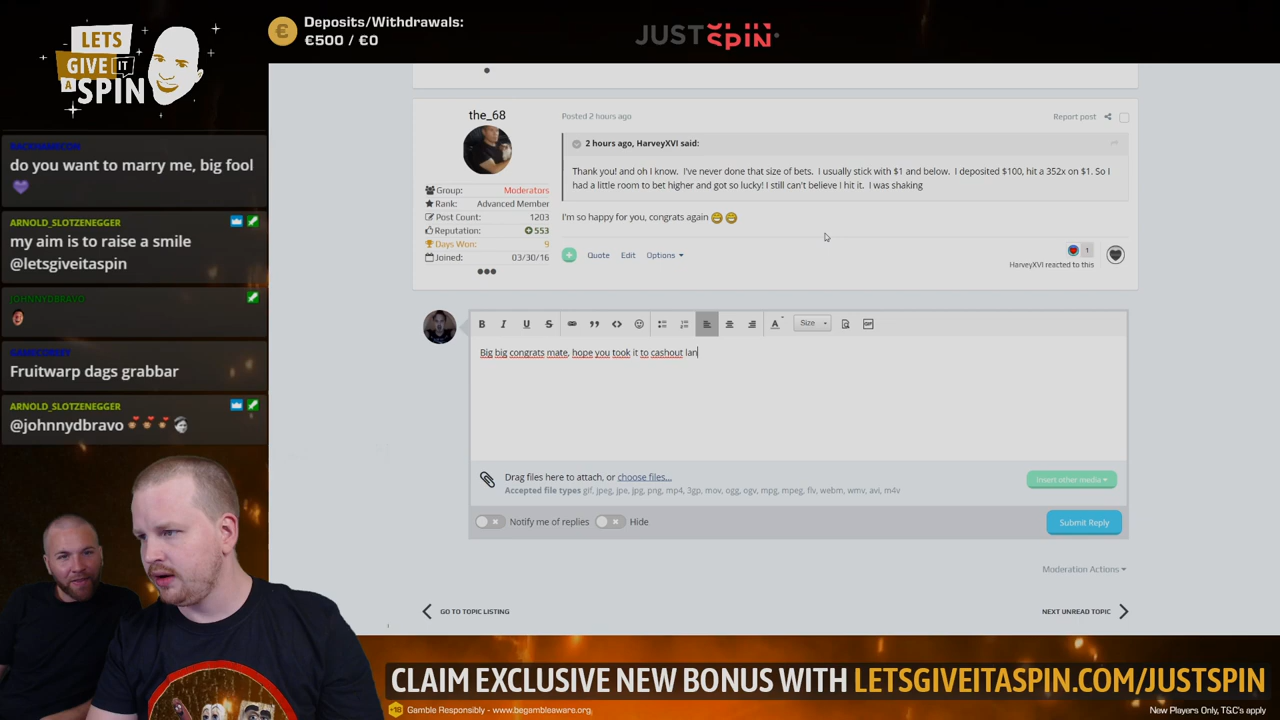 LETS
GIVE IT
A SPIN
Deposits/Withdrawals:
€500 / €0
JUST SPIN
do you want to marry me, big fool
ARNOLD_SLOTZENEGGER
my aim is to raise a smile
@letsgiveitaspin
JOHNNYDBRAVO
Fruitwarp dags grabbar
ARNOLD_SLOTZENEGGER
@johnnydbravo
the_68
Group: Moderators
Rank: Advanced Member
Post Count: 1203
Reputation: 553
Days Won: 9
Joined: 03/30/16
Posted 2 hours ago
Report post
2 hours ago, HarveyXVI said:
Thank you! and oh I know. I've never done that size of bets. I usually stick with $1 and below. I deposited $100, hit a 352x on $1. So I
had a little room to bet higher and got so lucky! I still can't believe I hit it. I was shaking
I'm so happy for you, congrats again
Quote Edit Options
1
HarveyXVI reacted to this
B I U S A Size GIF
Big big congrats mate, hope you took it to cashout lan
Drag files here to attach, or choose files...
Accepted file types gif, jpeg, jpe, jpg, png, mp4, 3gp, mov, ogg, ogv, mpg, mpeg, flv, webm, wmv, avi, m4v
Insert other media
Notify me of replies Hide
Submit Reply
Moderation Actions
GO TO TOPIC LISTING
NEXT UNREAD TOPIC
CLAIM EXCLUSIVE NEW BONUS WITH LETSGIVEITASPIN.COM/JUSTSPIN
+18 Gamble Responsibly - www.begambleaware.org
New Players Only, T&C's apply